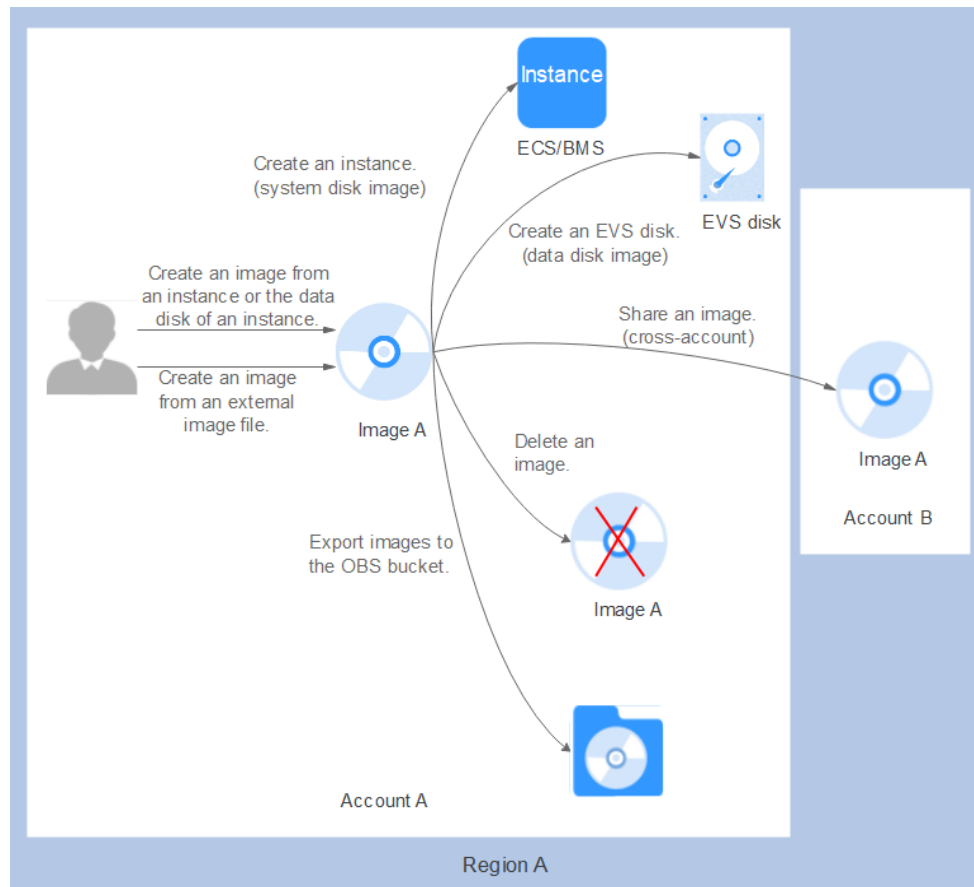 Instance
ECS/BMS
Create an instance.
(system disk image)
EVS disk
Create an EVS disk.
(data disk image)
Create an image from
an instance or the data
disk of an instance.
Share an image.
(cross-account)
Create an image
from an external
image file.
Image A
Delete an
image.
Image A
Account B
Export images to
the OBS bucket.
Image A
Account A
Region A